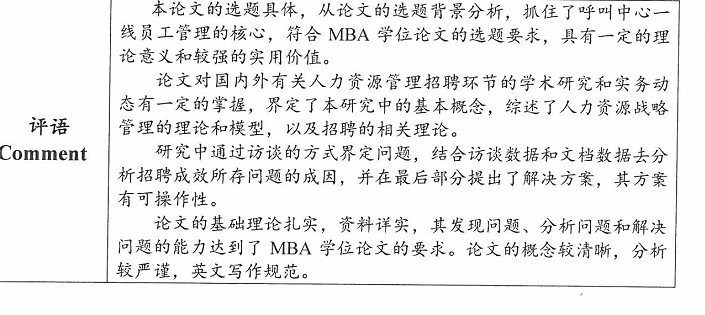 本论文的选题具体，从论文的选题背景分析，抓住了呼叫中心一
线员工管理的核心，符合 MBA 学位论文的选题要求，具有一定的理
论意义和较强的实用价值。
论文对国内外有关人力资源管理招聘环节的学术研究和实务动
态有一定的掌握，界定了本研究中的基本概念，综述了人力资源战略
管理的理论和模型，以及招聘的相关理论。
评语
Comment
研究中通过访谈的方式界定问题，结合访谈数据和文档数据去分
析招聘成效所存问题的成因，并在最后部分提出了解决方案，其方案
有可操作性。
论文的基础理论扎实，资料详实，其发现问题、分析问题和解决
问题的能力达到了 MBA 学位论文的要求。论文的概念较清晰，分析
较严谨，英文写作规范。